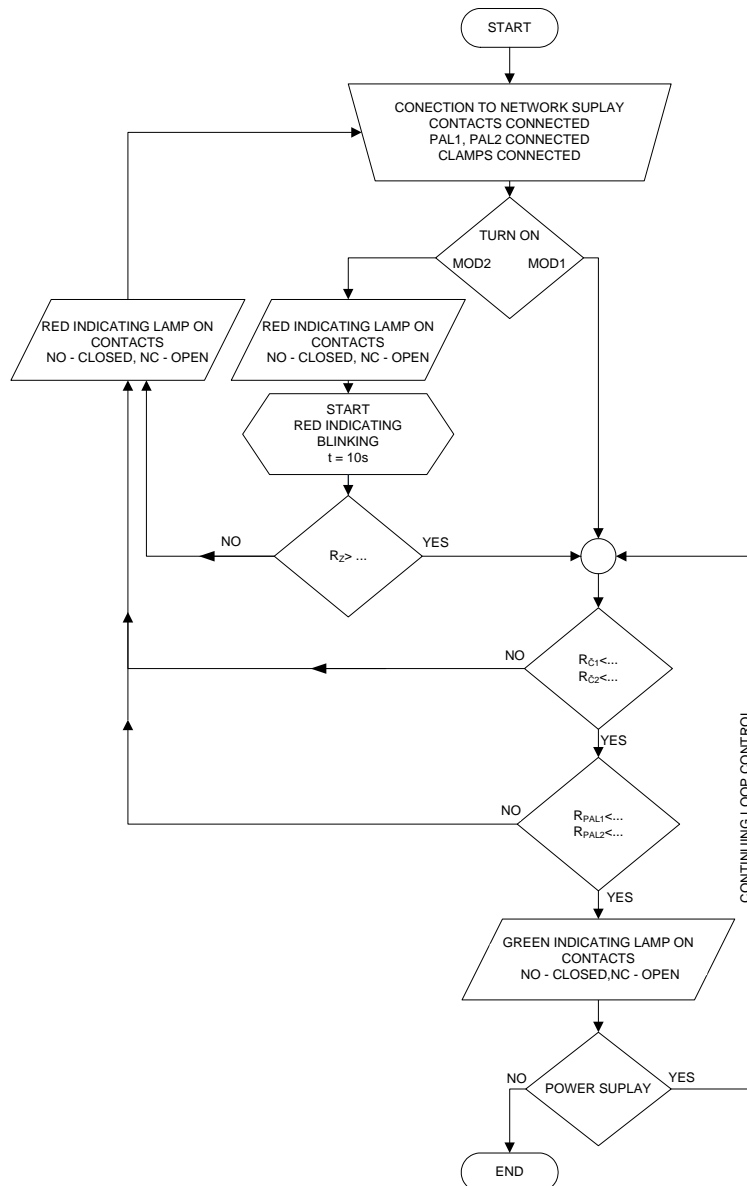 START
CONECTION TO NETWORK SUPLAY
CONTACTS CONNECTED
PAL1, PAL2 CONNECTED
CLAMPS CONNECTED
TURN ON
MOD2 MOD1
RED INDICATING LAMP ON
CONTACTS
NO - CLOSED, NC - OPEN
RED INDICATING LAMP ON
CONTACTS
NO - CLOSED, NC - OPEN
START
RED INDICATING
BLINKING
t = 10s
NO
RZ> ...
YES
NO
RČ1<...
RČ2<...
YES
NO
RPAL1<...
RPAL2<...
YES
CONTINUING LOOP CONTROL
GREEN INDICATING LAMP ON
CONTACTS
NO - CLOSED,NC - OPEN
NO
POWER SUPLAY
YES
END